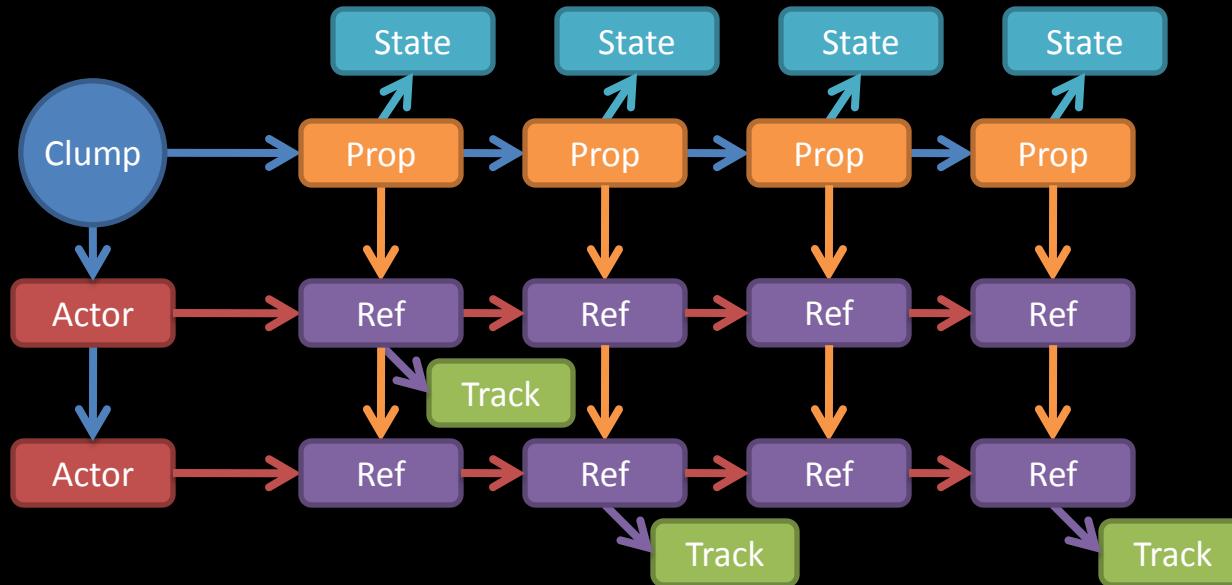 State
State
State
State
Clump
Prop
Prop
Prop
Prop
Actor
Ref
Ref
Ref
Ref
Track
Actor
Ref
Ref
Ref
Ref
Track
Track